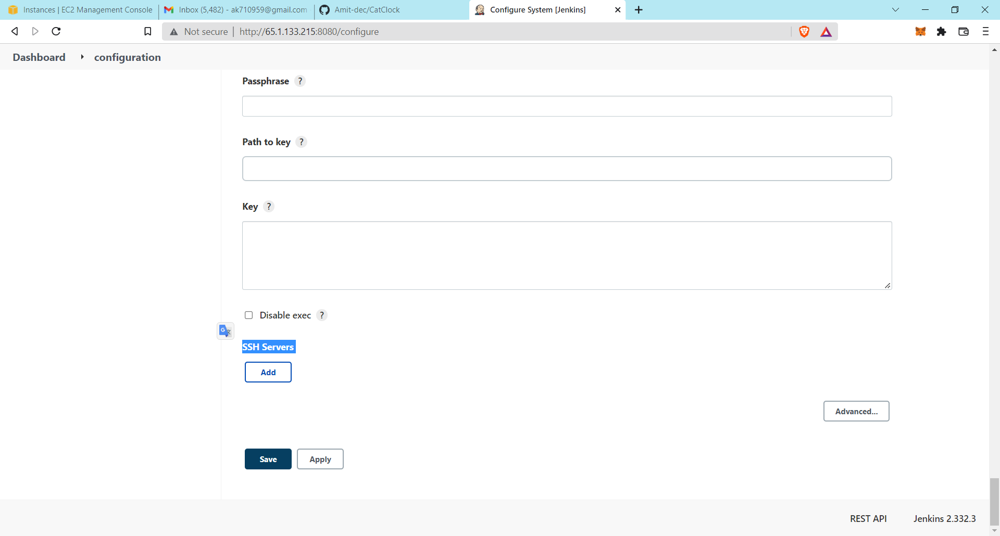 Instances | EC2 Management Console
Inbox (5,482) - ak710959@gmail.com
Amit-dec/CatClock
Configure System [Jenkins]
Not secure | http://65.1.133.215:8080/configure
Dashboard configuration
Passphrase ?
Path to key ?
Key ?
Disable exec ?
SSH Servers
Add
Advanced...
Save Apply
REST API Jenkins 2.332.3